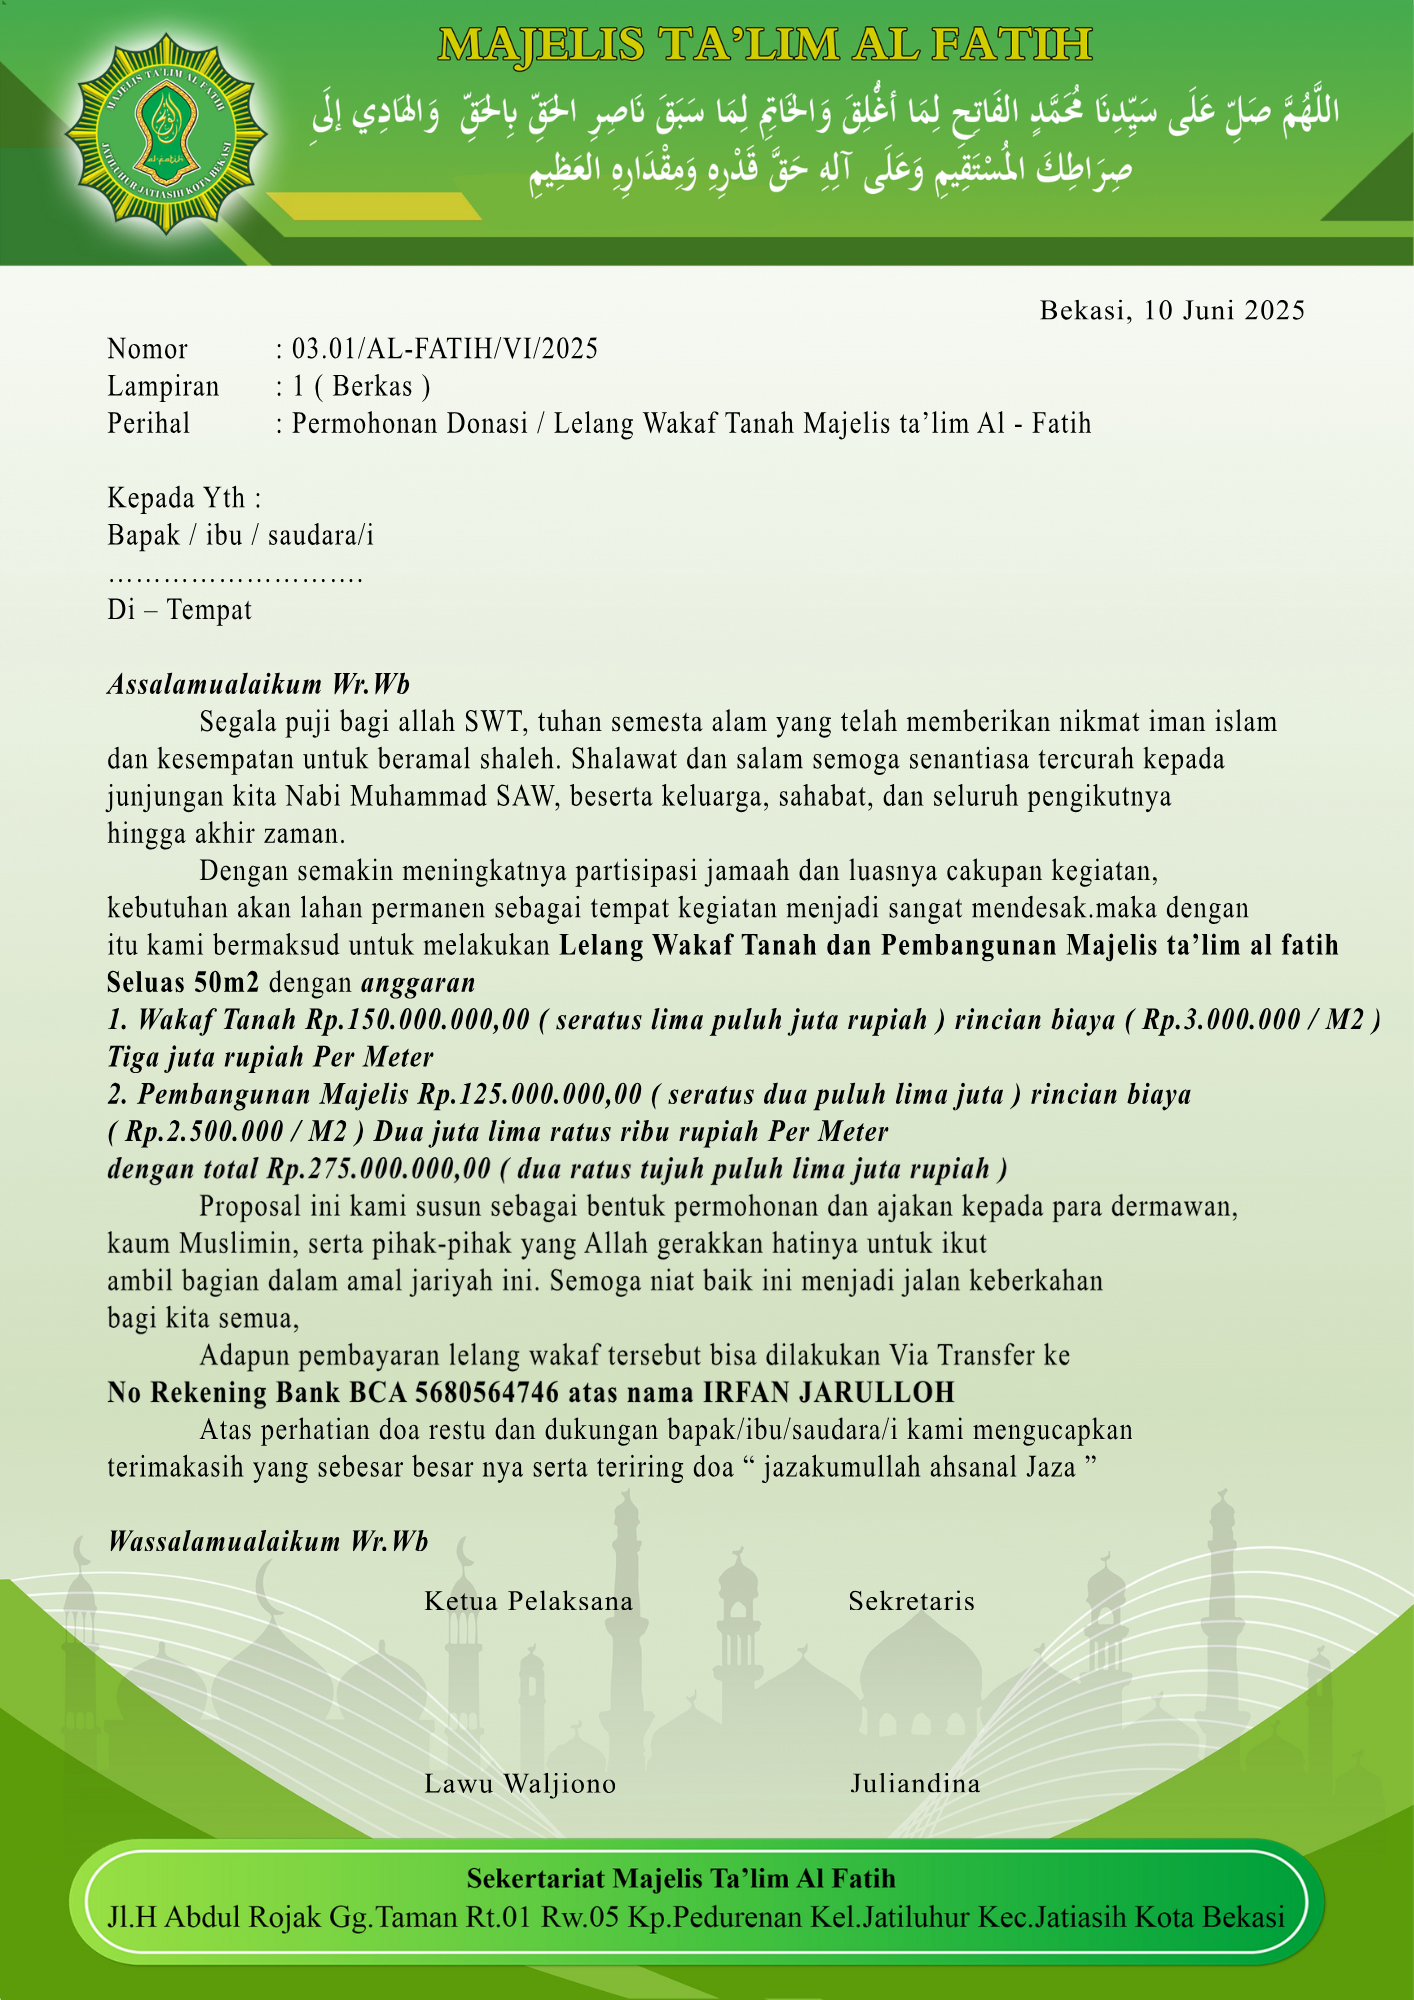 MAJELIS TA’LIM AL FATIH
اللَّهُمَّ صَلِّ عَلَى سَيِّدِنَا مُحَمَّدٍ الفَاتِحِ لِمَا أُغْلِقَ وَالخَاتِمِ لِمَا سَبَقَ نَاصِرِ الحَقِّ بِالحَقِّ وَالهَادِي إِلَى
صِرَاطِكَ المُسْتَقِيمِ وَعَلَى آلِهِ حَقَّ قَدْرِهِ وَمِقْدَارِهِ العَظِيمِ
MAJELIS TA'LIM AL FATIH
al-fatih
JATILUHUR JATIASIH KOTA BEKASI
Bekasi, 10 Juni 2025
Nomor : 03.01/AL-FATIH/VI/2025
Lampiran : 1 ( Berkas )
Perihal : Permohonan Donasi / Lelang Wakaf Tanah Majelis ta’lim Al - Fatih
Kepada Yth :
Bapak / ibu / saudara/i
……………………….
Di – Tempat
Assalamualaikum Wr.Wb
Segala puji bagi allah SWT, tuhan semesta alam yang telah memberikan nikmat iman islam
dan kesempatan untuk beramal shaleh. Shalawat dan salam semoga senantiasa tercurah kepada
junjungan kita Nabi Muhammad SAW, beserta keluarga, sahabat, dan seluruh pengikutnya
hingga akhir zaman.
Dengan semakin meningkatnya partisipasi jamaah dan luasnya cakupan kegiatan,
kebutuhan akan lahan permanen sebagai tempat kegiatan menjadi sangat mendesak.maka dengan
itu kami bermaksud untuk melakukan Lelang Wakaf Tanah dan Pembangunan Majelis ta’lim al fatih
Seluas 50m2 dengan anggaran
1. Wakaf Tanah Rp.150.000.000,00 ( seratus lima puluh juta rupiah ) rincian biaya ( Rp.3.000.000 / M2 )
Tiga juta rupiah Per Meter
2. Pembangunan Majelis Rp.125.000.000,00 ( seratus dua puluh lima juta ) rincian biaya
( Rp.2.500.000 / M2 ) Dua juta lima ratus ribu rupiah Per Meter
dengan total Rp.275.000.000,00 ( dua ratus tujuh puluh lima juta rupiah )
Proposal ini kami susun sebagai bentuk permohonan dan ajakan kepada para dermawan,
kaum Muslimin, serta pihak-pihak yang Allah gerakkan hatinya untuk ikut
ambil bagian dalam amal jariyah ini. Semoga niat baik ini menjadi jalan keberkahan
bagi kita semua,
Adapun pembayaran lelang wakaf tersebut bisa dilakukan Via Transfer ke
No Rekening Bank BCA 5680564746 atas nama IRFAN JARULLOH
Atas perhatian doa restu dan dukungan bapak/ibu/saudara/i kami mengucapkan
terimakasih yang sebesar besar nya serta teriring doa “ jazakumullah ahsanal Jaza ”
Wassalamualaikum Wr.Wb
Ketua Pelaksana Sekretaris
Lawu Waljiono Juliandina
Sekertariat Majelis Ta’lim Al Fatih
Jl.H Abdul Rojak Gg.Taman Rt.01 Rw.05 Kp.Pedurenan Kel.Jatiluhur Kec.Jatiasih Kota Bekasi